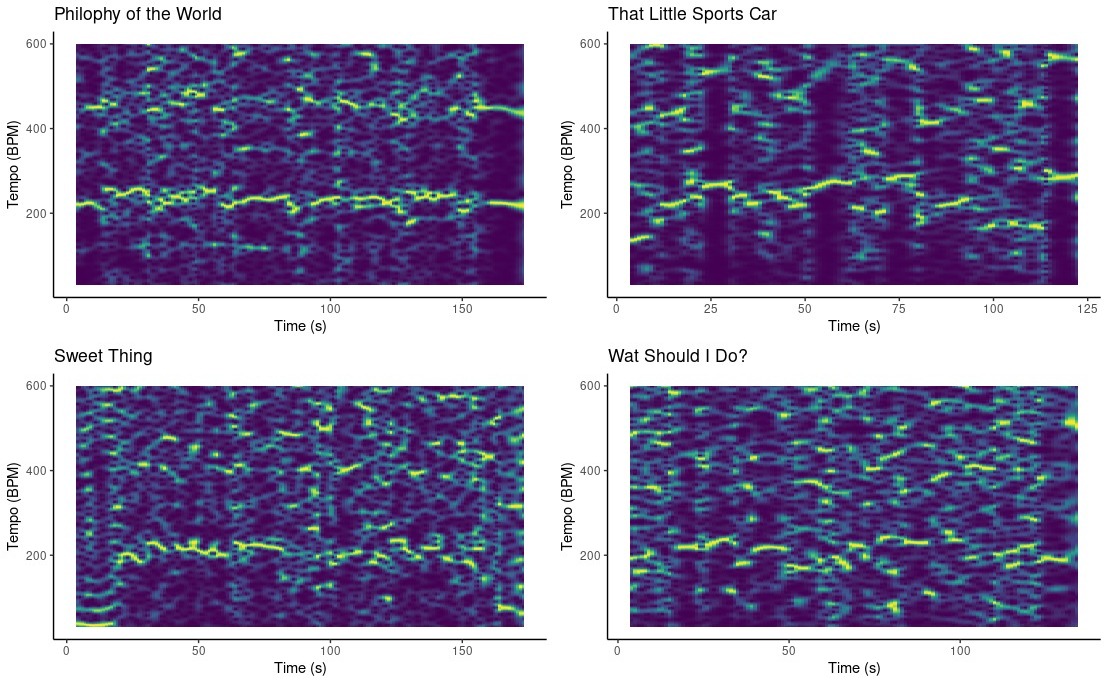 Philophy of the World
600
400
200
Tempo (BPM)
0 50 100 150
Time (s)
That Little Sports Car
600
400
200
Tempo (BPM)
0 25 50 75 100 125
Time (s)
Sweet Thing
600
400
200
Tempo (BPM)
0 50 100 150
Time (s)
Wat Should I Do?
600
400
200
Tempo (BPM)
0 50 100
Time (s)